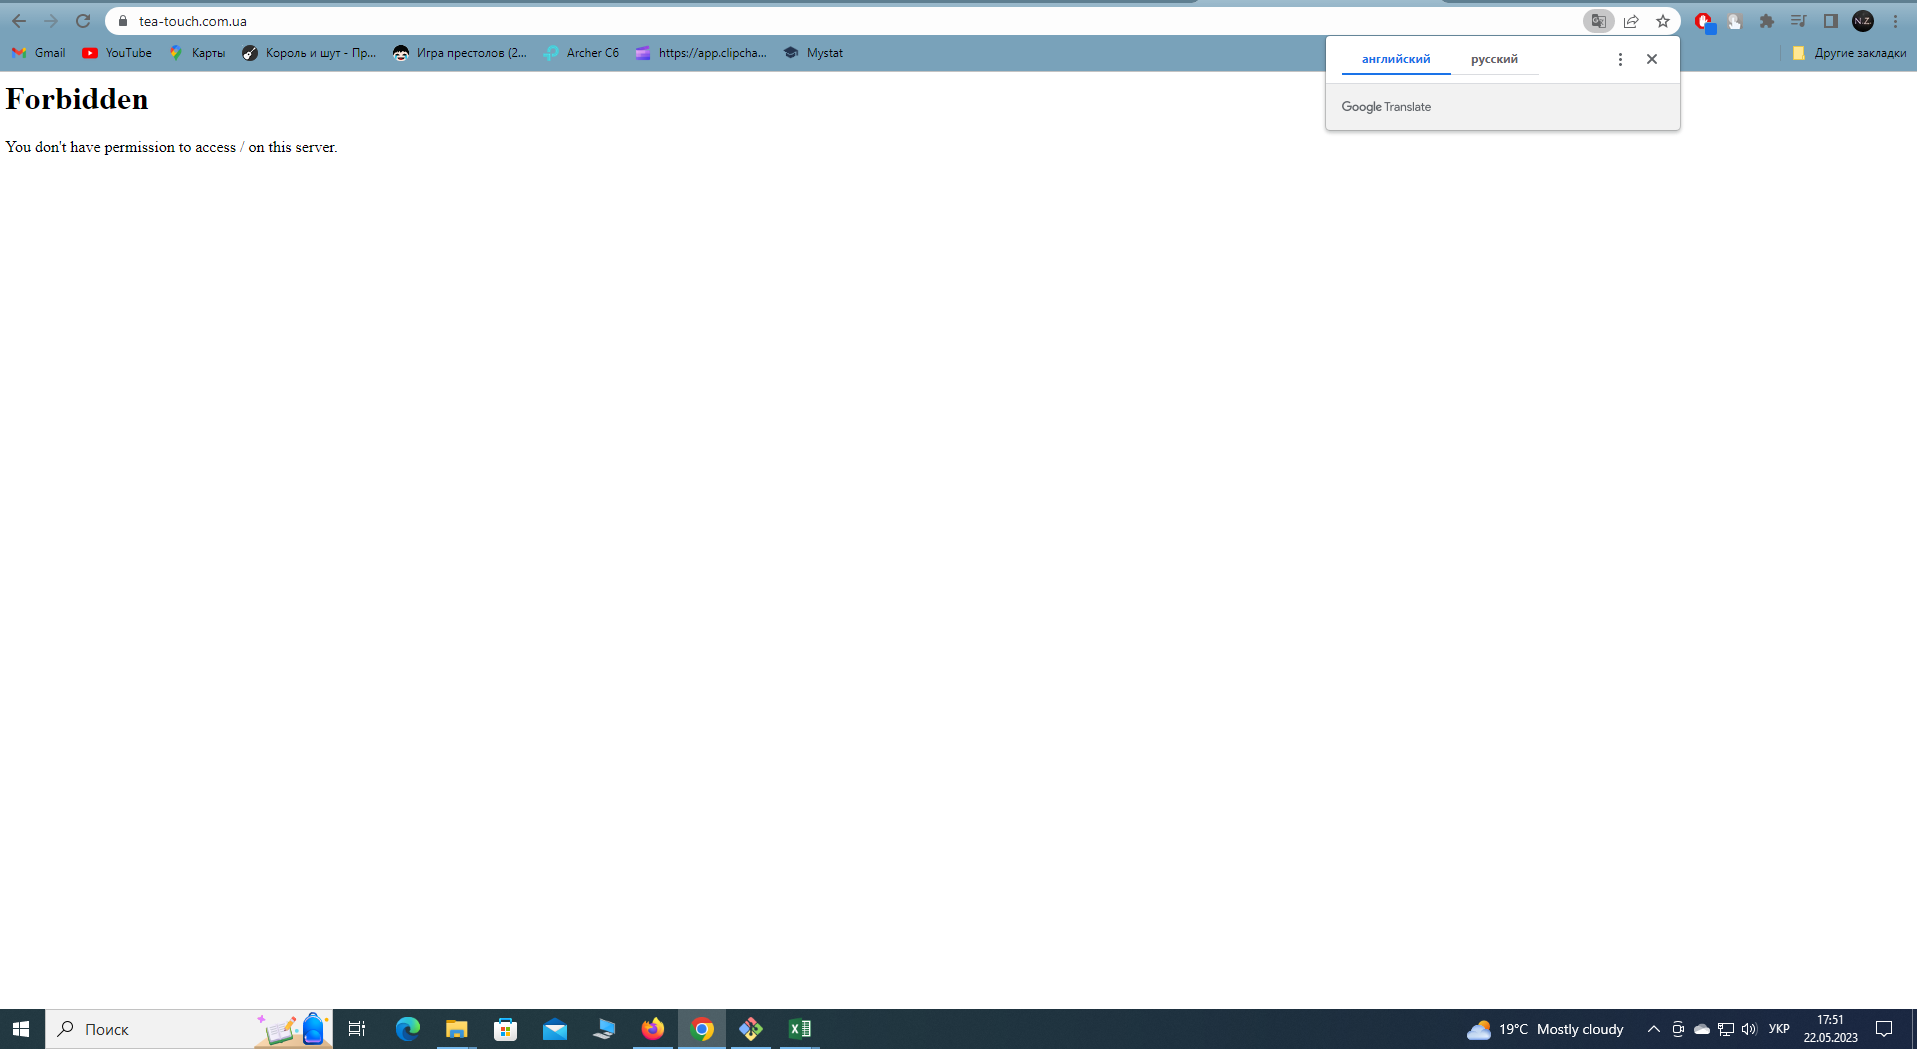 tea-touch.com.ua
N.Z.
Gmail
YouTube
Карты
Король и шут - Пр...
Игра престолов (2...
Archer C6
https://app.clipcha...
Mystat
Другие закладки
английский
русский
Google Translate
Forbidden
You don't have permission to access / on this server.
Поиск
19°C Mostly cloudy
УКР
17:51
22.05.2023